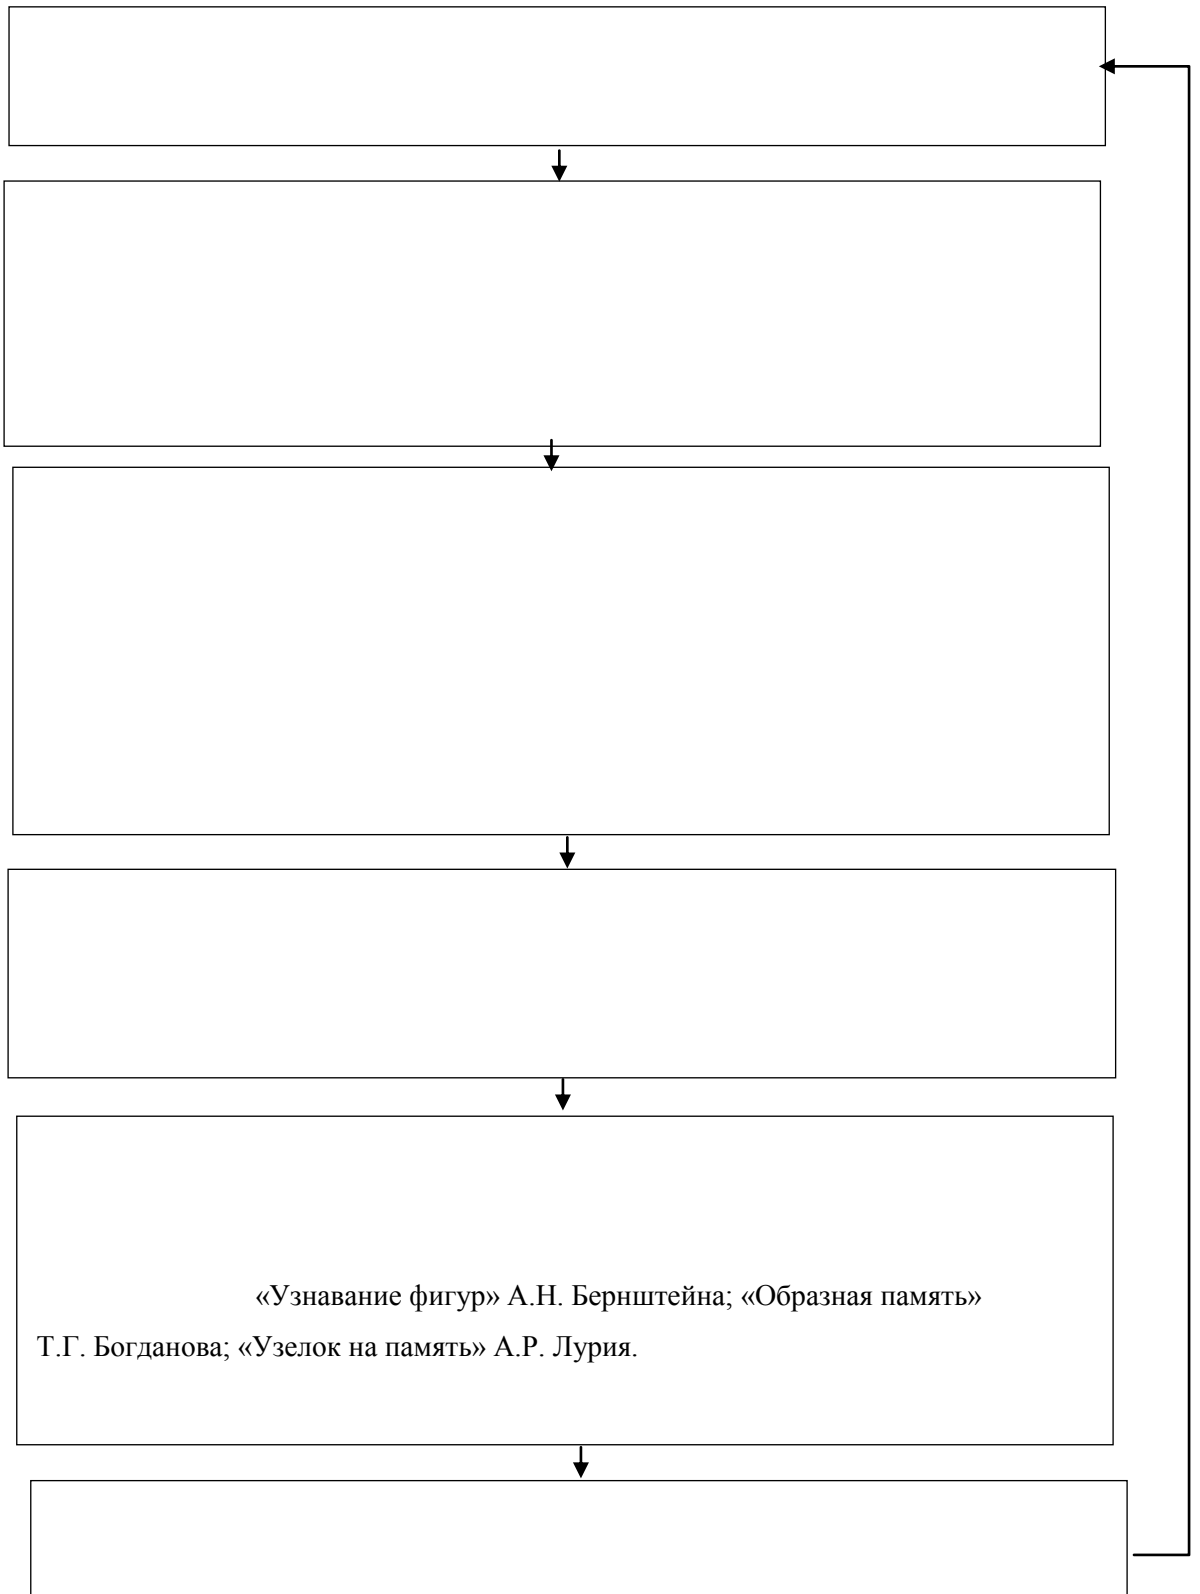 «Узнавание фигур» А.Н. Бернштейна; «Образная память»
Т.Г. Богданова; «Узелок на память» А.Р. Лурия.